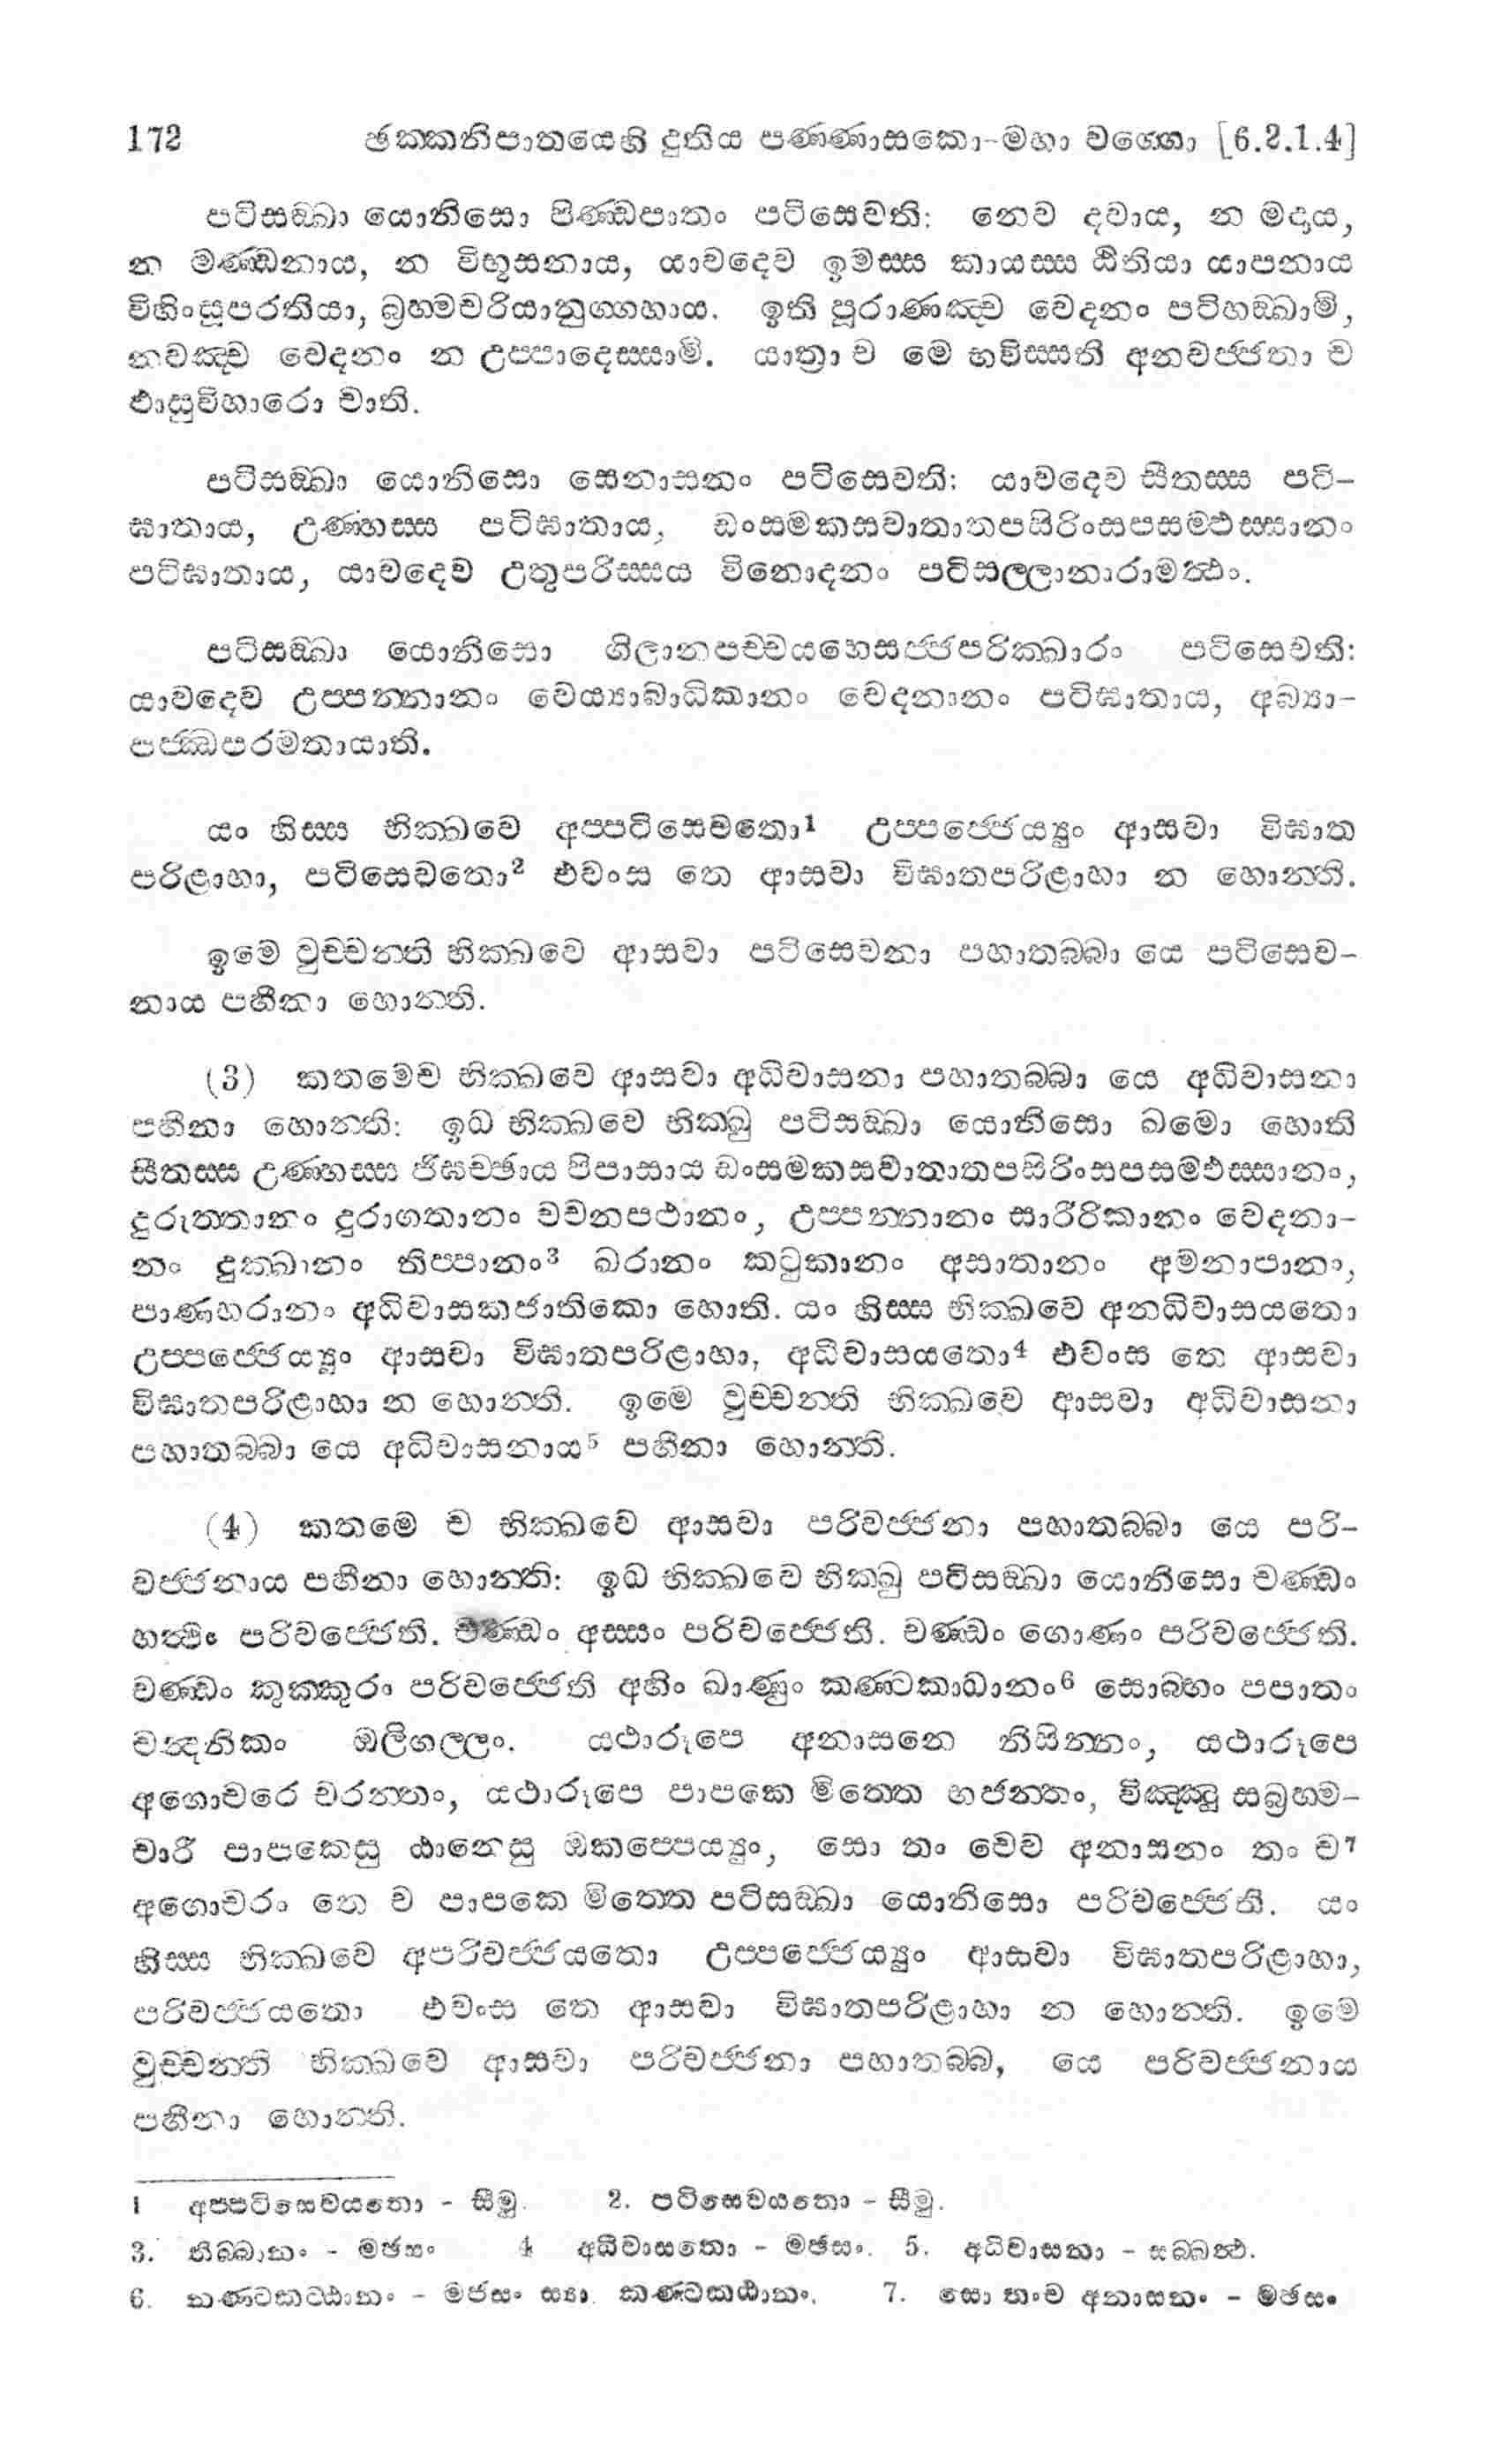 172 ඡක්කනිපාතයෙහි දුතිය පණ්ණාසකො-මහා වග්ගො [6.2.1.4]
පටිසඞ්ඛා යොනිසො පිණ්ඩපාතං පටිසෙවති: නෙව දවාය, න මදාය,
න මණ්ඩනාය, න විභූසනාය, යාවදෙව ඉමස්ස කායස්ස ඨිතියා යාපනාය
විහිංසූපරතියා, බ්‍රහ්මචරියානුග්ගහාය. ඉති පූරාණඤ්ච වෙදනං පටිහඞ්ඛාමි,
නවඤ්ච වෙදනං න උප්පාදෙස්සාමි. යාත්‍රා ච මෙ භවිස්සති අනවජ්ජතා ච
ඵාසුවිහාරො චාති.
පටිසඞ්ඛා යොනිසො සෙනාසනං පටිසෙවති: යාවදෙව සීතස්ස පටි-
ඝාතාය, උණ්හස්ස පටිඝාතාය, ඩංසමකසවාතාතපසිරිංසපසම්ඵස්සානං
පටිඝාතාය, යාවදෙව උතුපරිස්සය විනොදනං පටිසල්ලානාරාමත්ථං.
පටිසඞ්ඛා යොනිසො ගිලානපච්චයභෙසජ්ජපරික්ඛාරං පටිසෙවති:
යාවදෙව උප්පන්නානං වෙය්‍යාබාධිකානං වෙදනානං පටිඝාතාය, අබ්‍යා-
පජ්ඣපරමතායාති.
යං හිස්ස භික්ඛවෙ අප්පටිසෙවතො¹ උප්පජ්ජෙය්‍යුං ආසවා විඝාත
පරිළාහා, පටිසෙවතො² එවංස තෙ ආසවා විඝාතපරිළාහා න හොන්ති.
ඉමෙ වුච්චන්ති භික්ඛවෙ ආසවා පටිසෙවනා පහාතබ්බා යෙ පටිසෙව-
නාය පහීනා හොන්ති.
(3) කතමෙච භික්ඛවෙ ආසවා අධිවාසනා පහාතබ්බා යෙ අධිවාසනා
පහීනා හොන්ති: ඉධ භික්ඛවෙ භික්ඛු පටිසඞ්ඛා යොනිසො ඛමො හොති
සීතස්ස උණ්හස්ස ජිඝච්ඡාය පිපාසාය ඩංසමකසවාතාතපසිරිංසපසම්ඵස්සානං,
දුරුත්තානං දුරාගතානං වචනපථානං, උප්පන්නානං සාරීරිකානං වෙදනා-
නං දුක්ඛානං තිප්පානං³ ඛරානං කටුකානං අසාතානං අමනාපානං,
පාණහරානං අධිවාසකජාතිකො හොති. යං හිස්ස භික්ඛවෙ අනධිවාසයතො
උප්පජ්ජෙය්‍යුං ආසවා විඝාතපරිළාහා, අධිවාසයතො⁴ එවංස තෙ ආසවා
විඝාතපරිළාහා න හොන්ති. ඉමෙ වුච්චන්ති භික්ඛවෙ ආසවා අධිවාසනා
පහාතබ්බා යෙ අධිවාසනාය⁵ පහීනා හොන්ති.
(4) කතමෙ ච භික්ඛවෙ ආසවා පරිවජ්ජනා පහාතබ්බා යෙ පරි-
වජ්ජනාය පහීනා හොන්ති: ඉධ භික්ඛවෙ භික්ඛු පටිසඞ්ඛා යොනිසො චණ්ඩං
හත්ථිං පරිවජ්ජෙති. චණ්ඩං අස්සං පරිවජ්ජෙති. චණ්ඩං ගොණං පරිවජ්ජෙති.
චණ්ඩං කුක්කුරං පරිවජ්ජෙති අහිං ඛාණුං කණ්ටකාධානං⁶ සොබ්භං පපාතං
චඤ්නිකං ඔලිගල්ලං. යථාරූපෙ අනාසනෙ නිසින්නං, යථාරූපෙ
අගොචරෙ චරන්තං, යථාරූපෙ පාපකෙ මිත්තෙ භජන්තං, විඤ්ඤූ සබ්‍රහ්ම-
චාරී පාපකෙසු ඨානෙසු ඔකප්පෙය්‍යුං, සො තං චෙව අනාසනං තං ච⁷
අගොචරං තෙ ච පාපකෙ මිත්තෙ පටිසඞ්ඛා යොනිසො පරිවජ්ජෙති. යං
හිස්ස භික්ඛවෙ අපරිවජ්ජයතො උප්පජ්ජෙය්‍යුං ආසවා විඝාතපරිළාහා,
පරිවජ්ජයතො එවංස තෙ ආසවා විඝාතපරිළාහා න හොන්ති. ඉමෙ
වුච්චන්ති භික්ඛවෙ ආසවා පරිවජ්ජනා පහාතබ්බ, යෙ පරිවජ්ජනාය
පහීනා හොන්ති.
1 අප්පටිසෙවයතො - සීමු. 2. පටිසෙවයතො - සීමු.
3. තිබ්බානං - මඡසං 4 අධිවාසතො - මඡසං. 5. අධිවාසනා - සබ්බත්ථ.
6. කණ්ටකට්ඨානං - මජසං ස්‍යා. කණ්ටකඨානං. 7. සො තංච අනාසනං - මඡසං